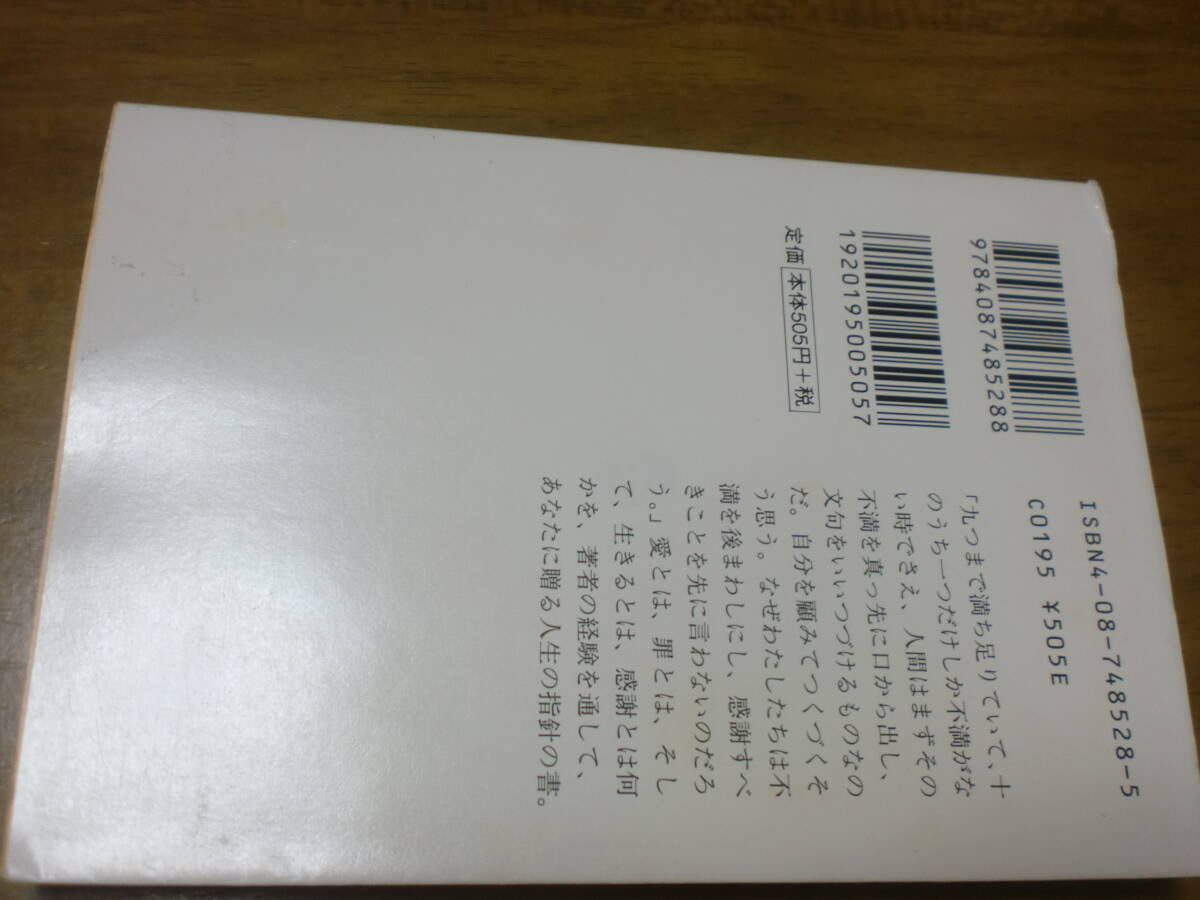 9784087485288
1920195005057
定価 本体505円+税
ISBN4-08-748528-5
C0195 ¥505E
「九つまで満ち足りていて、十
のうち一つだけしか不満がな
い時でさえ、人間はまずその
不満を真っ先に口から出し、
文句をいいつづけるものなの
だ。自分を顧みてつくづくそ
う思う。なぜわたしたちは不
満を後まわしにし、感謝すべ
きことを先に言わないのだろ
う。」愛とは、罪とは、そし
て、生きるとは、感謝とは何
かを、著者の経験を通して、
あなたに贈る人生の指針の書。